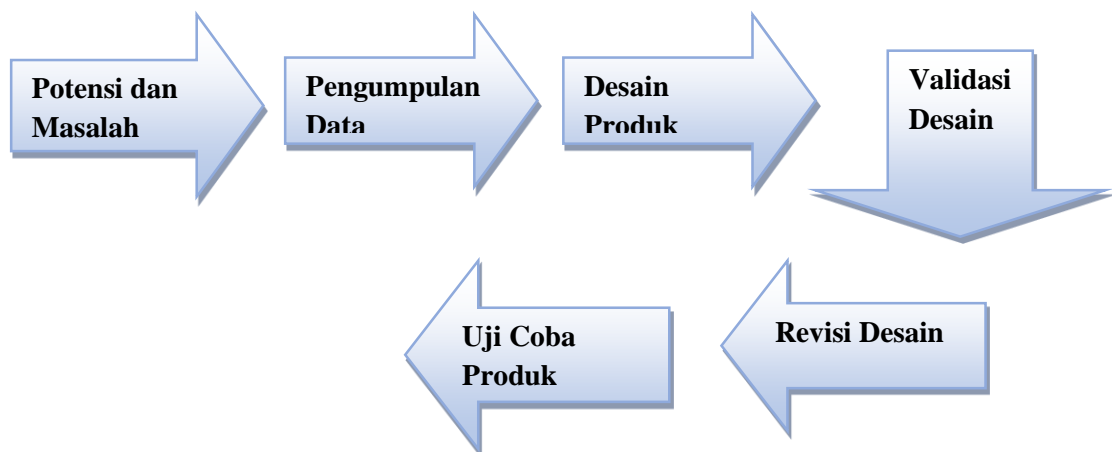 Potensi dan
Masalah
Pengumpulan
Data
Desain
Produk
Validasi
Desain
Revisi Desain
Uji Coba
Produk